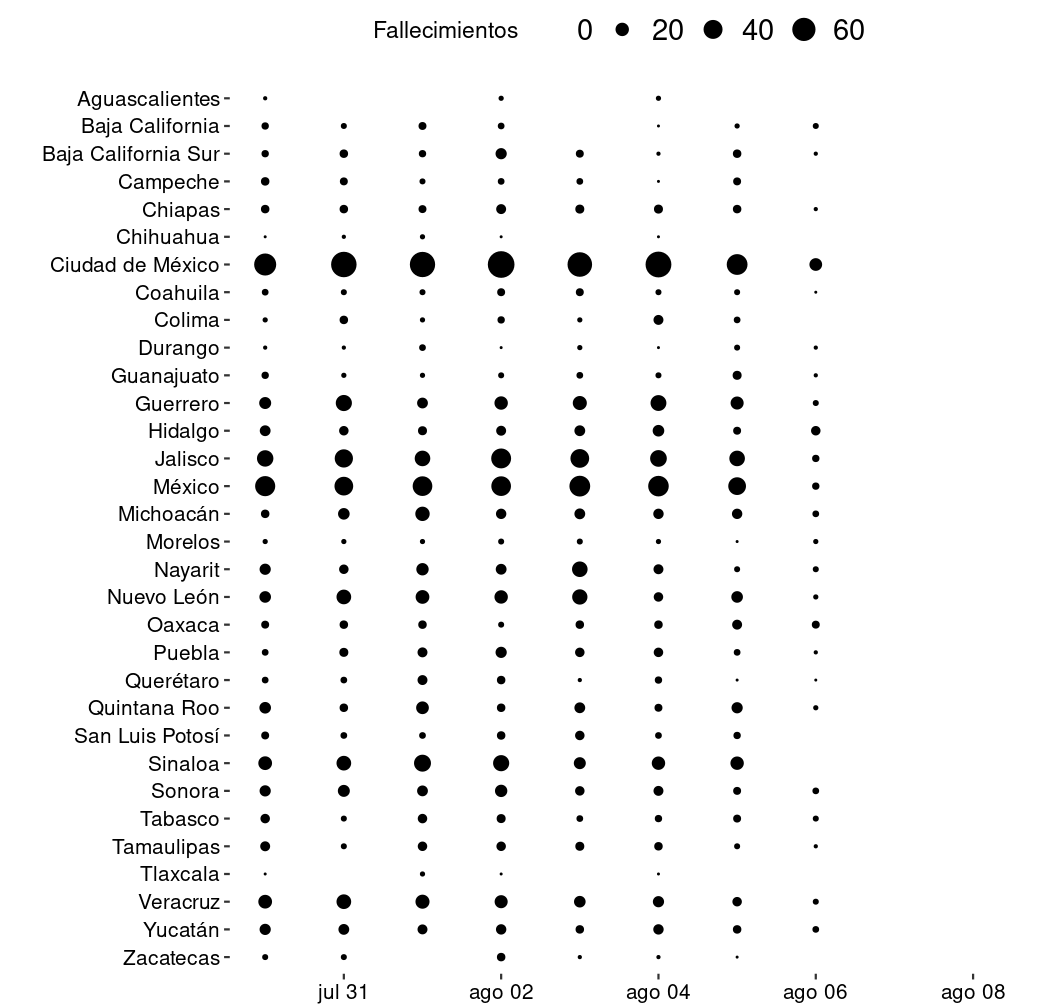 Fallecimientos 0 20 40 60
Aguascalientes
Baja California
Baja California Sur
Campeche
Chiapas
Chihuahua
Ciudad de México
Coahuila
Colima
Durango
Guanajuato
Guerrero
Hidalgo
Jalisco
México
Michoacán
Morelos
Nayarit
Nuevo León
Oaxaca
Puebla
Querétaro
Quintana Roo
San Luis Potosí
Sinaloa
Sonora
Tabasco
Tamaulipas
Tlaxcala
Veracruz
Yucatán
Zacatecas
jul 31 ago 02 ago 04 ago 06 ago 08